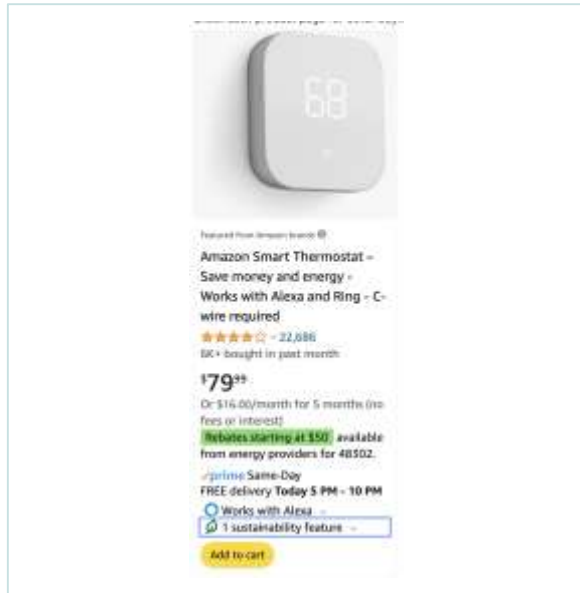 68
Featured from Amazon brands
Amazon Smart Thermostat –
Save money and energy -
Works with Alexa and Ring - C-
wire required
22,686
6K+ bought in past month
$79⁹⁹
Or $16.00/month for 5 months (no
fees or interest)
Rebates starting at $50 available
from energy providers for 48302.
prime Same-Day
FREE delivery Today 5 PM - 10 PM
Works with Alexa
1 sustainability feature
Add to cart